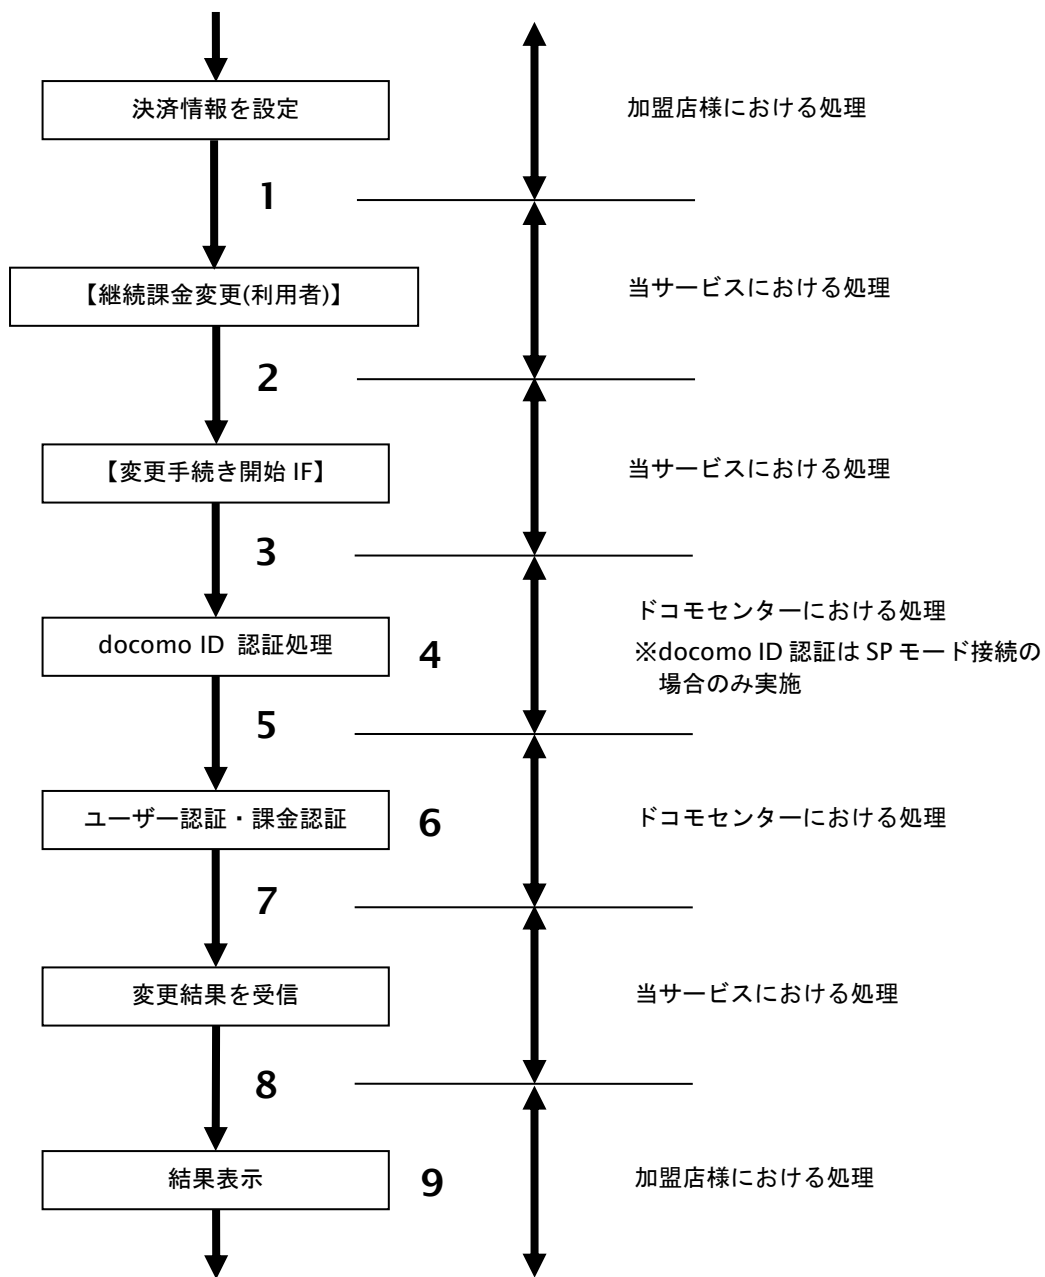 決済情報を設定
加盟店様における処理
1
【継続課金変更(利用者)】
当サービスにおける処理
2
【変更手続き開始 IF】
当サービスにおける処理
3
docomo ID 認証処理
4
ドコモセンターにおける処理
※docomo ID 認証は SP モード接続の
場合のみ実施
5
ユーザー認証・課金認証
6
ドコモセンターにおける処理
7
変更結果を受信
当サービスにおける処理
8
結果表示
9
加盟店様における処理